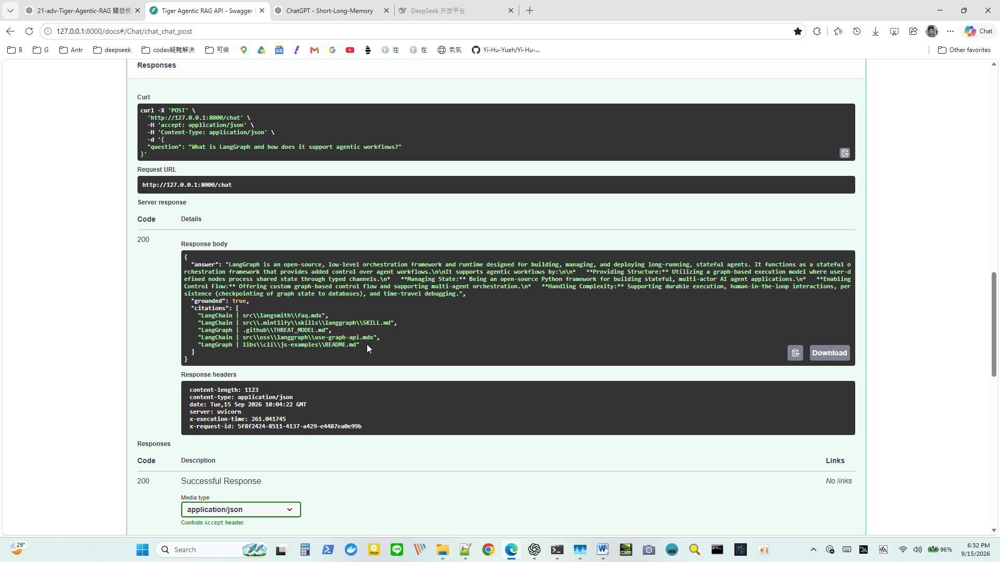 21-adv-Tiger-Agentic-RAG 開發規
Tiger Agentic RAG API - Swagger U
ChatGPT - Short-Long-Memory
DeepSeek 开放平台
127.0.0.1:8000/docs#/Chat/chat_chat_post
Chat
B
G
Antr
deepseek
codex疑難解決
可樂
在
在
氧氣
Yi-Hu-Yueh/Yi-Hu-...
Other favorites
Responses
Curl
curl -X 'POST' \
'http://127.0.0.1:8000/chat' \
-H 'accept: application/json' \
-H 'Content-Type: application/json' \
-d '{
"question": "What is LangGraph and how does it support agentic workflows?"
}'
Request URL
http://127.0.0.1:8000/chat
Server response
Code Details
200
Response body
{
"answer": "LangGraph is an open-source, low-level orchestration framework and runtime designed for building, managing, and deploying long-running, stateful agents. It functions as a stateful o
rchestration framework that provides added control over agent workflows.\n\nIt supports agentic workflows by:\n\n*   **Providing Structure:** Utilizing a graph-based execution model where user-d
efined nodes process shared state through typed channels.\n*   **Managing State:** Being an open-source Python framework for building stateful, multi-actor AI agent applications.\n*   **Enabling
Control Flow:** Offering custom graph-based control flow and supporting multi-agent orchestration.\n*   **Handling Complexity:** Supporting durable execution, human-in-the-loop interactions, per
sistence (checkpointing of graph state to databases), and time-travel debugging.",
"grounded": true,
"citations": [
"LangChain | src\\langsmith\\faq.mdx",
"LangChain | src\\.mintlify\\skills\\langgraph\\SKILL.md",
"LangGraph | .github\\THREAT_MODEL.md",
"LangChain | src\\oss\\langgraph\\use-graph-api.mdx",
"LangGraph | libs\\cli\\js-examples\\README.md"
]
}
Download
Response headers
content-length: 1123
content-type: application/json
date: Tue,15 Sep 2026 10:04:22 GMT
server: uvicorn
x-execution-time: 261.041745
x-request-id: 5f8f2424-8511-4137-a429-e4487ea0e99b
Responses
Code Description Links
200 Successful Response No links
Media type
application/json
Controls Accept header.
29°
Search
96%
6:32 PM
9/15/2026